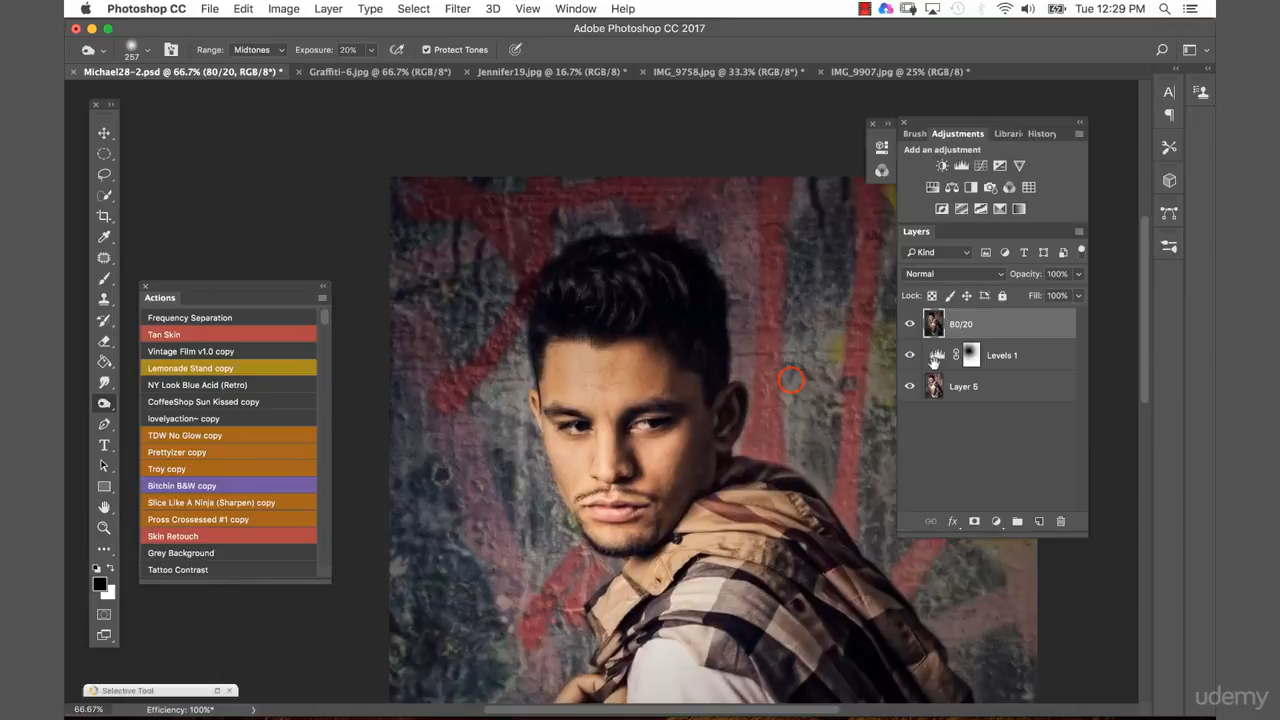 Photoshop CC File Edit Image Layer Type Select Filter 3D View Window Help Tue 12:29 PM
Adobe Photoshop CC 2017
257 Range: Midtones Exposure: 20% Protect Tones
Michael28-2.psd @ 66.7% (80/20, RGB/8*) * Graffiti-6.jpg @ 66.7% (RGB/8*) Jennifer19.jpg @ 16.7% (RGB/8) * IMG_9758.jpg @ 33.3% (RGB/8*) * IMG_9907.jpg @ 25% (RGB/8*) *
Brush Adjustments Librari History
Add an adjustment
Layers
Kind
Normal Opacity: 100%
Lock: Fill: 100%
80/20
Levels 1
Layer 5
Actions
Frequency Separation
Tan Skin
Vintage Film v1.0 copy
Lemonade Stand copy
NY Look Blue Acid (Retro)
CoffeeShop Sun Kissed copy
lovelyaction~ copy
TDW No Glow copy
Prettyizer copy
Troy copy
Bitchin B&W copy
Slice Like A Ninja (Sharpen) copy
Pross Crossessed #1 copy
Skin Retouch
Grey Background
Tattoo Contrast
Selective Tool
66.67% Efficiency: 100%*
udemy